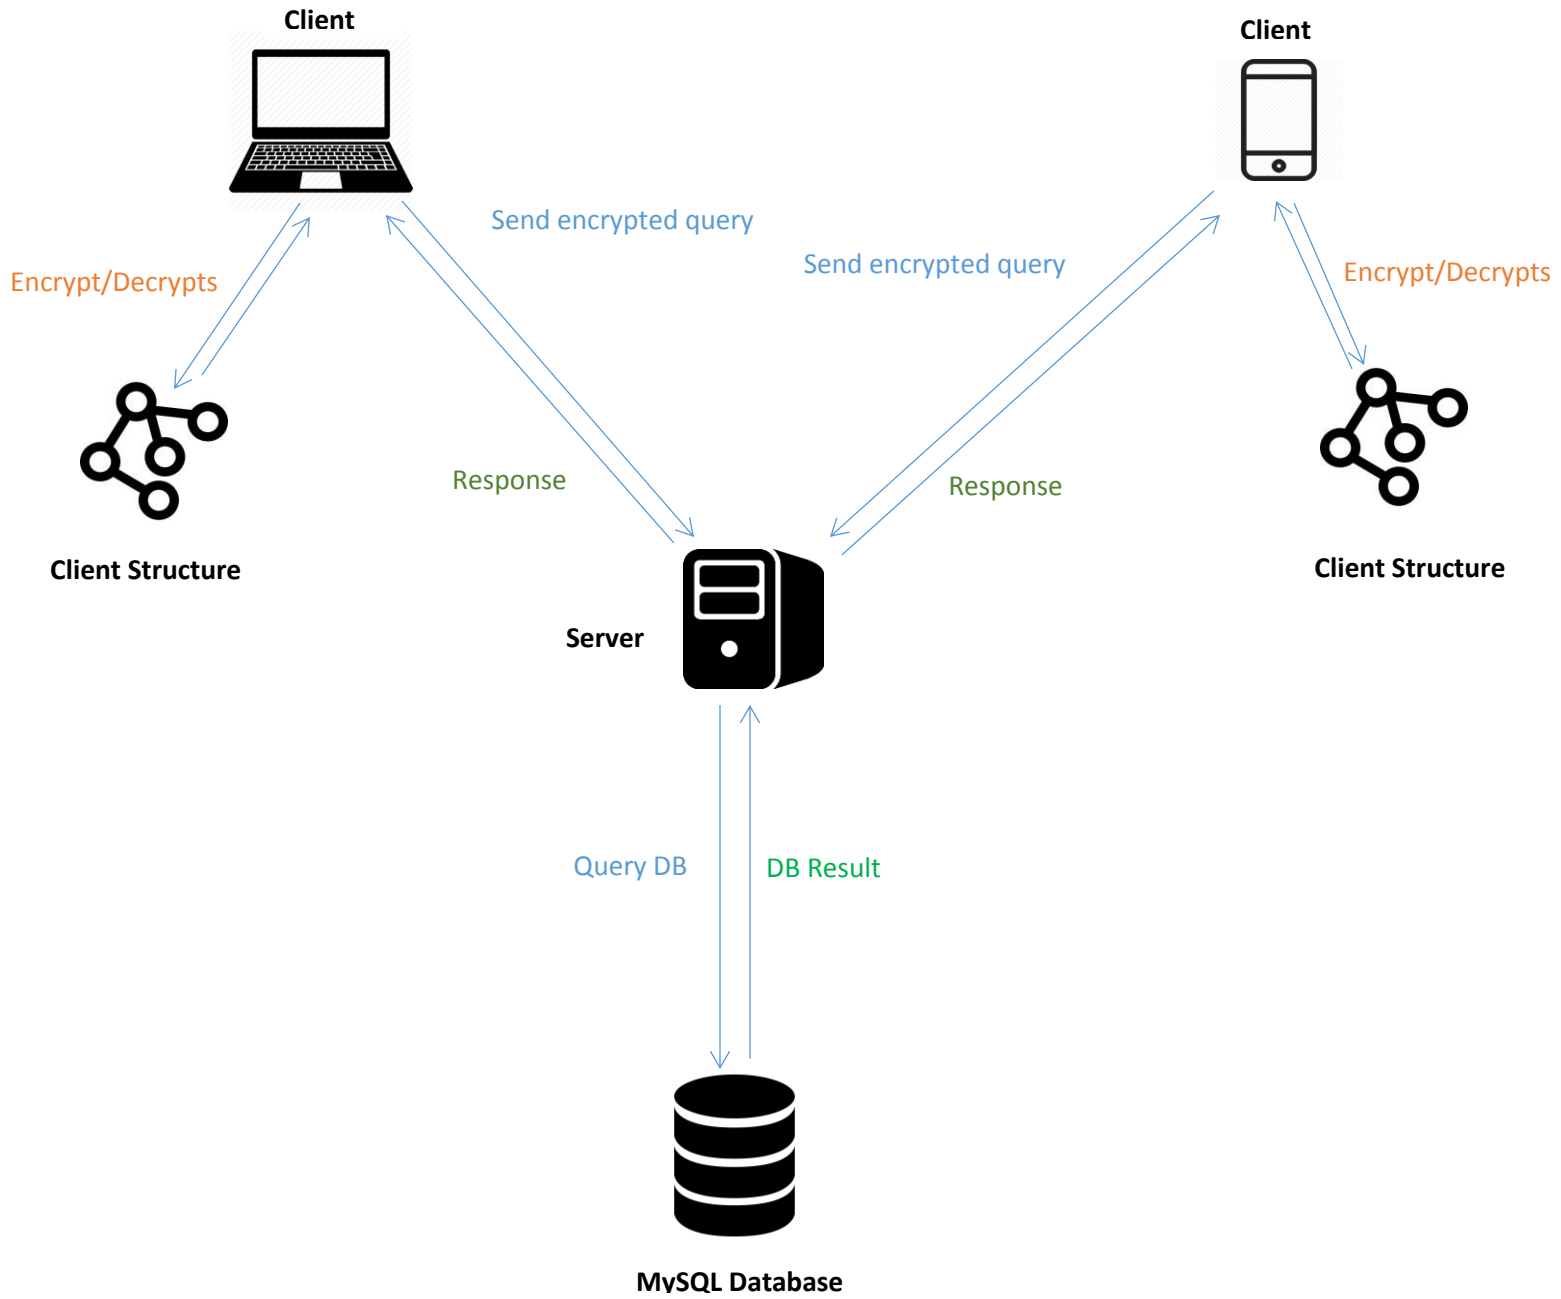 Client
Client
Send encrypted query
Send encrypted query
Encrypt/Decrypts
Encrypt/Decrypts
Response
Response
Client Structure
Client Structure
Server
Query DB
DB Result
MySQL Database